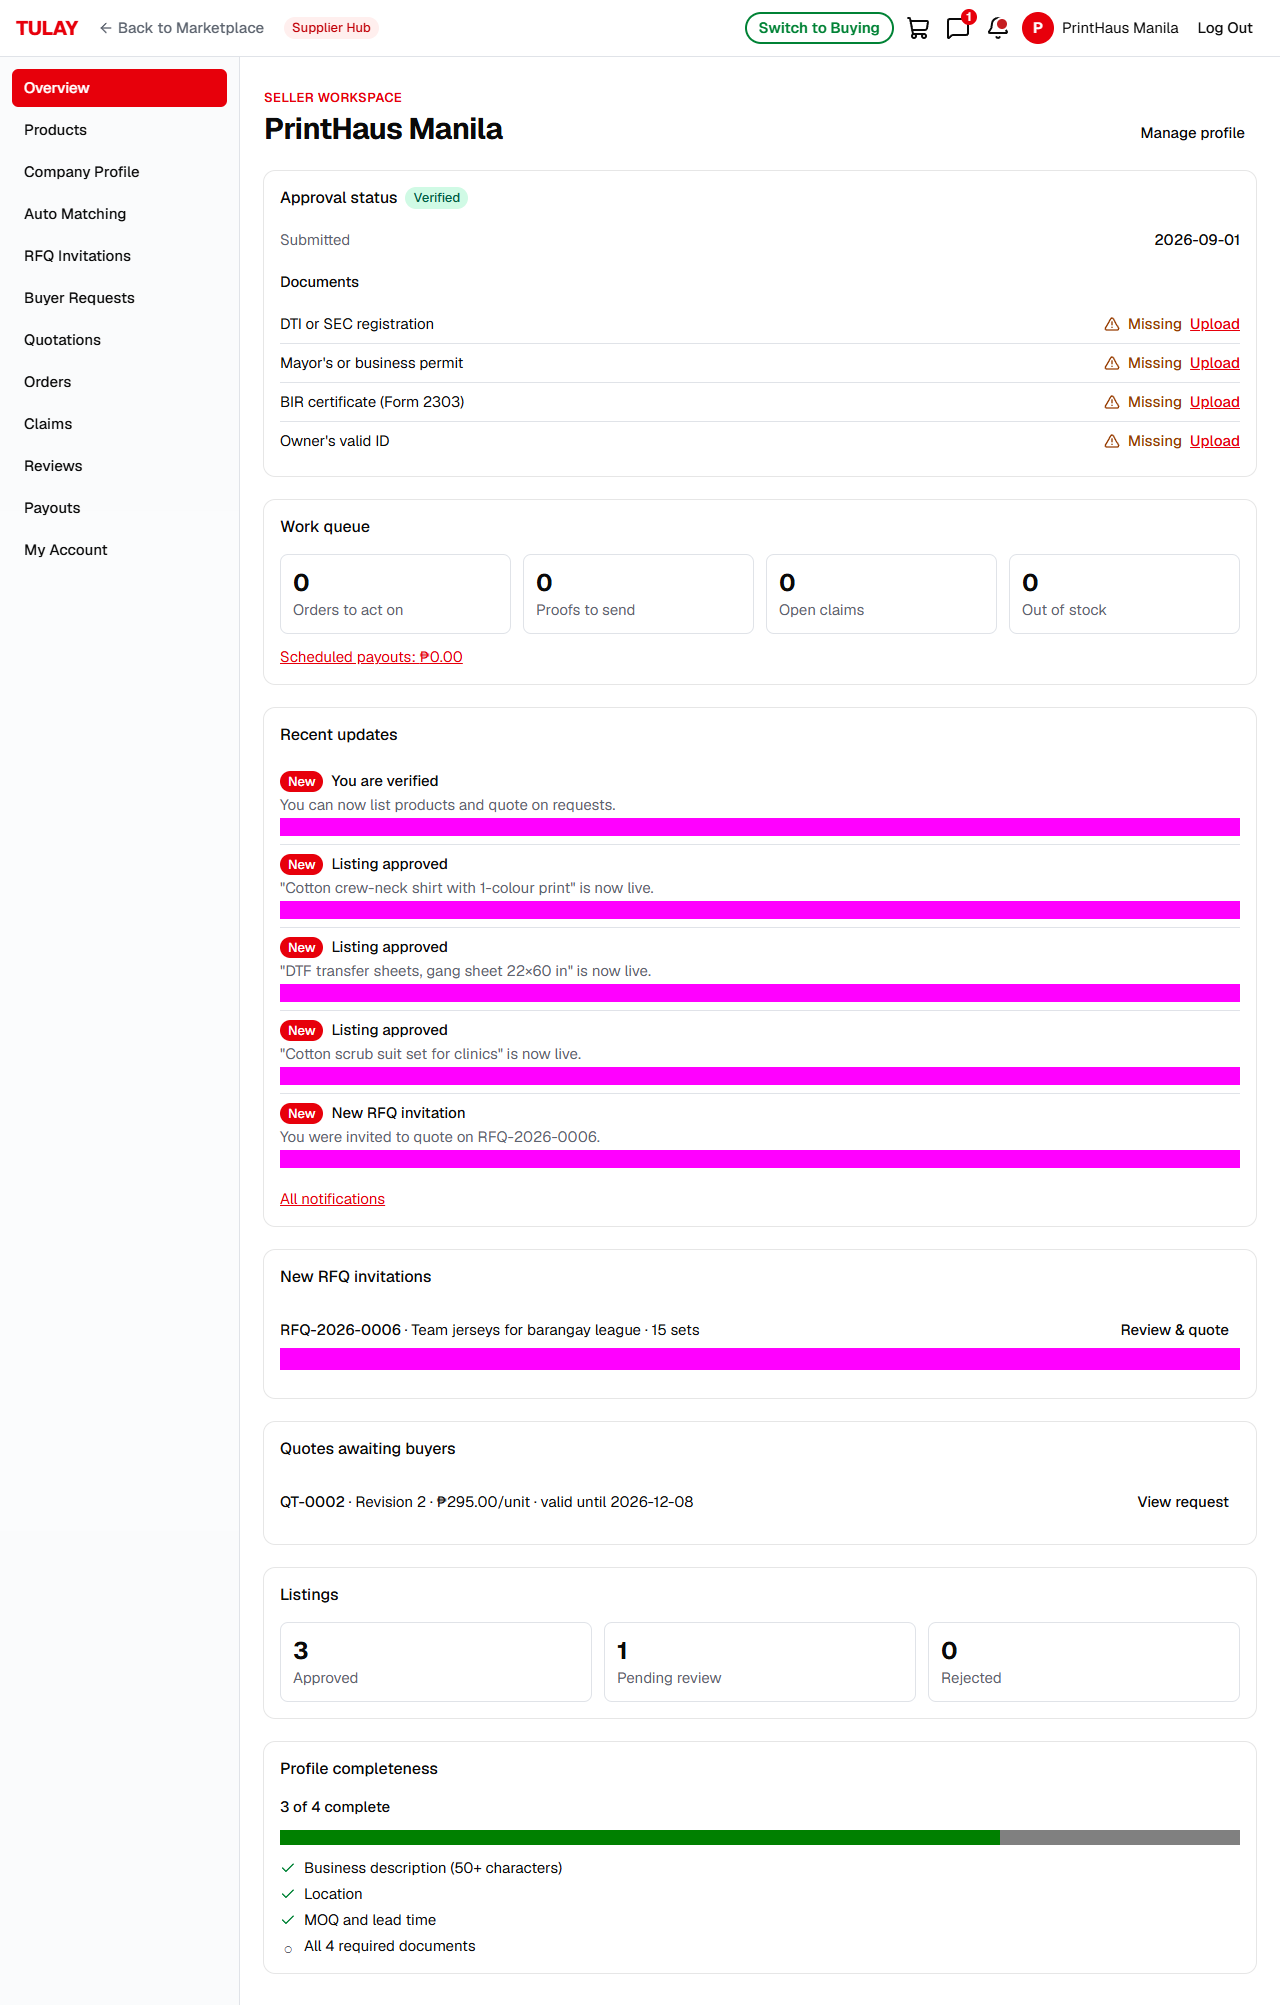 TULAY
← Back to Marketplace
Supplier Hub
Switch to Buying
1
P
PrintHaus Manila
Log Out
Overview
Products
Company Profile
Auto Matching
RFQ Invitations
Buyer Requests
Quotations
Orders
Claims
Reviews
Payouts
My Account
SELLER WORKSPACE
PrintHaus Manila
Manage profile
Approval status Verified
Submitted 2026-09-01
Documents
DTI or SEC registration Missing Upload
Mayor's or business permit Missing Upload
BIR certificate (Form 2303) Missing Upload
Owner's valid ID Missing Upload
Work queue
0
Orders to act on
0
Proofs to send
0
Open claims
0
Out of stock
Scheduled payouts: ₱0.00
Recent updates
New You are verified
You can now list products and quote on requests.
New Listing approved
"Cotton crew-neck shirt with 1-colour print" is now live.
New Listing approved
"DTF transfer sheets, gang sheet 22×60 in" is now live.
New Listing approved
"Cotton scrub suit set for clinics" is now live.
New New RFQ invitation
You were invited to quote on RFQ-2026-0006.
All notifications
New RFQ invitations
RFQ-2026-0006 · Team jerseys for barangay league · 15 sets Review & quote
Quotes awaiting buyers
QT-0002 · Revision 2 · ₱295.00/unit · valid until 2026-12-08 View request
Listings
3
Approved
1
Pending review
0
Rejected
Profile completeness
3 of 4 complete
Business description (50+ characters)
Location
MOQ and lead time
All 4 required documents